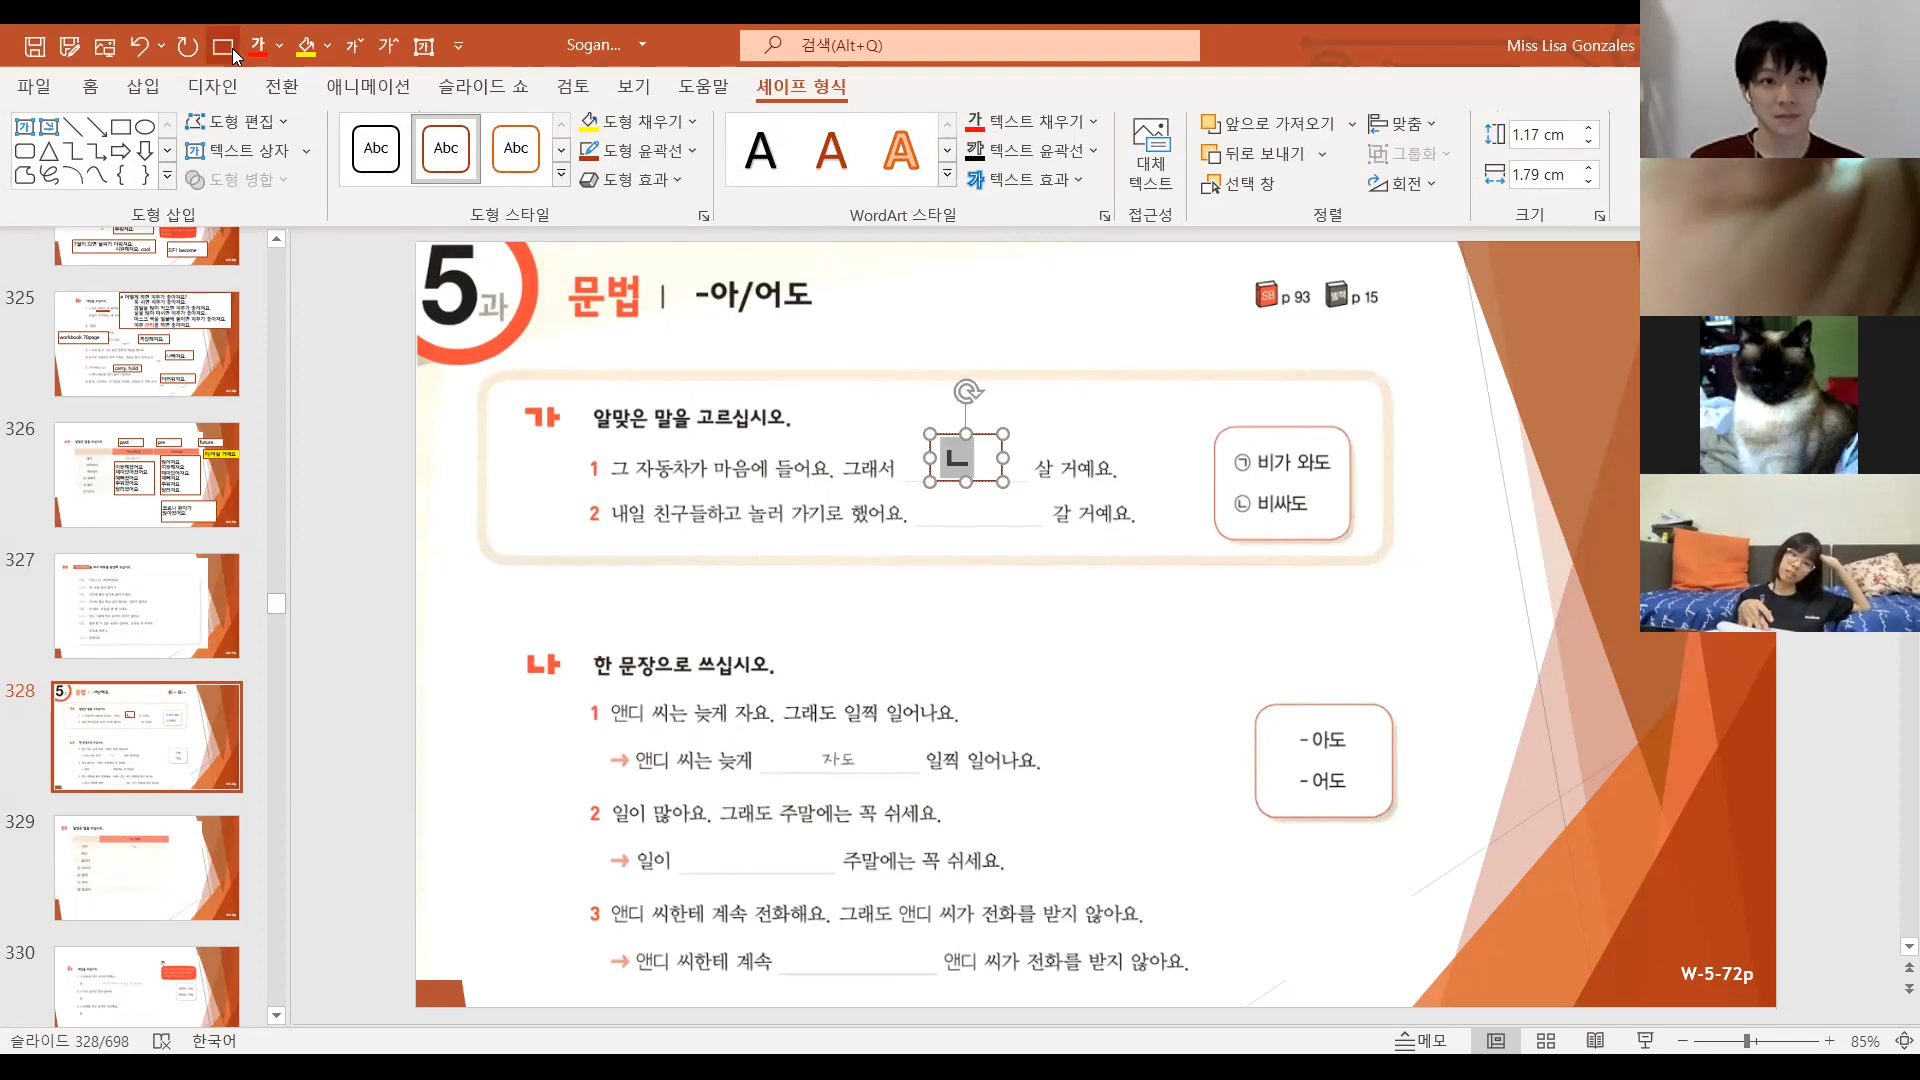 Sogan...
검색(Alt+Q)
Miss Lisa Gonzales
파일 홈 삽입 디자인 전환 애니메이션 슬라이드 쇼 검토 보기 도움말 셰이프 형식
도형 편집
텍스트 상자
도형 병합
도형 삽입
Abc Abc Abc
도형 채우기
도형 윤곽선
도형 효과
도형 스타일
A A A
텍스트 채우기
텍스트 윤곽선
텍스트 효과
WordArt 스타일
대체
텍스트
접근성
앞으로 가져오기
뒤로 보내기
선택 창
맞춤
그룹화
회전
정렬
1.17 cm
1.79 cm
크기
325
workbook 70page
carry, hold
326
past pre future
327
328
329
330
5과 문법 | -아/어도
SB p 93 p 15
가 알맞은 말을 고르십시오.
1 그 자동차가 마음에 들어요. 그래서 ㄴ 살 거예요.
2 내일 친구들하고 놀러 가기로 했어요. 갈 거예요.
㉠ 비가 와도
㉡ 비싸도
나 한 문장으로 쓰십시오.
1 앤디 씨는 늦게 자요. 그래도 일찍 일어나요.
→ 앤디 씨는 늦게 자도 일찍 일어나요.
2 일이 많아요. 그래도 주말에는 꼭 쉬세요.
→ 일이 주말에는 꼭 쉬세요.
3 앤디 씨한테 계속 전화해요. 그래도 앤디 씨가 전화를 받지 않아요.
→ 앤디 씨한테 계속 앤디 씨가 전화를 받지 않아요.
- 아도
- 어도
W-5-72p
슬라이드 328/698 한국어
메모
85%